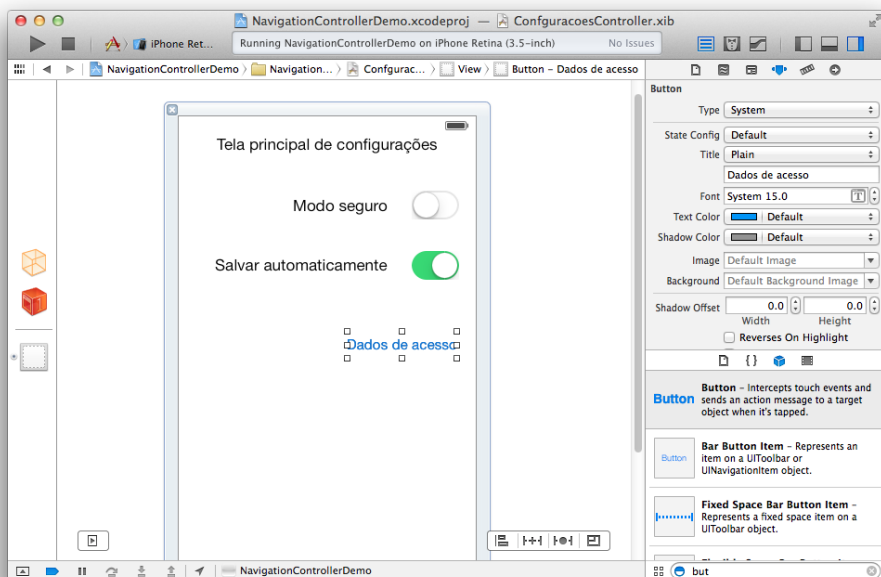 NavigationControllerDemo.xcodeproj — ConfguracoesController.xib
iPhone Ret...
Running NavigationControllerDemo on iPhone Retina (3.5-inch)
No Issues
NavigationControllerDemo
Navigation...
Confgurac...
View
Button – Dados de acesso
Tela principal de configurações
Modo seguro
Salvar automaticamente
Dados de acesso
Button
Type System
State Config Default
Title Plain
Dados de acesso
Font System 15.0 T
Text Color Default
Shadow Color Default
Image Default Image
Background Default Background Image
Shadow Offset 0.0 0.0
Width Height
Reverses On Highlight
{ }
Button
Button – Intercepts touch events and
sends an action message to a target
object when it's tapped.
Button
Bar Button Item – Represents an
item on a UIToolbar or
UINavigationItem object.
Fixed Space Bar Button Item –
Represents a fixed space item on a
UIToolbar object.
NavigationControllerDemo
but